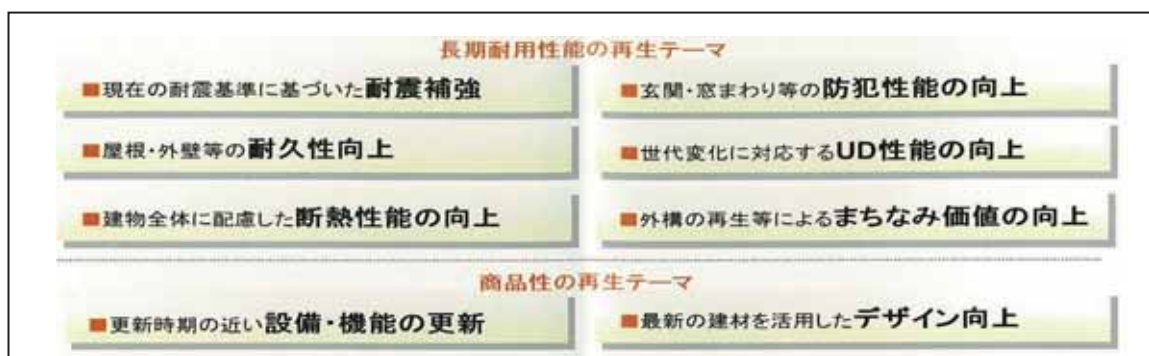 長期耐用性能の再生テーマ
■現在の耐震基準に基づいた耐震補強
■玄関・窓まわり等の防犯性能の向上
■屋根・外壁等の耐久性向上
■世代変化に対応するUD性能の向上
■建物全体に配慮した断熱性能の向上
■外構の再生等によるまちなみ価値の向上
商品性の再生テーマ
■更新時期の近い設備・機能の更新
■最新の建材を活用したデザイン向上